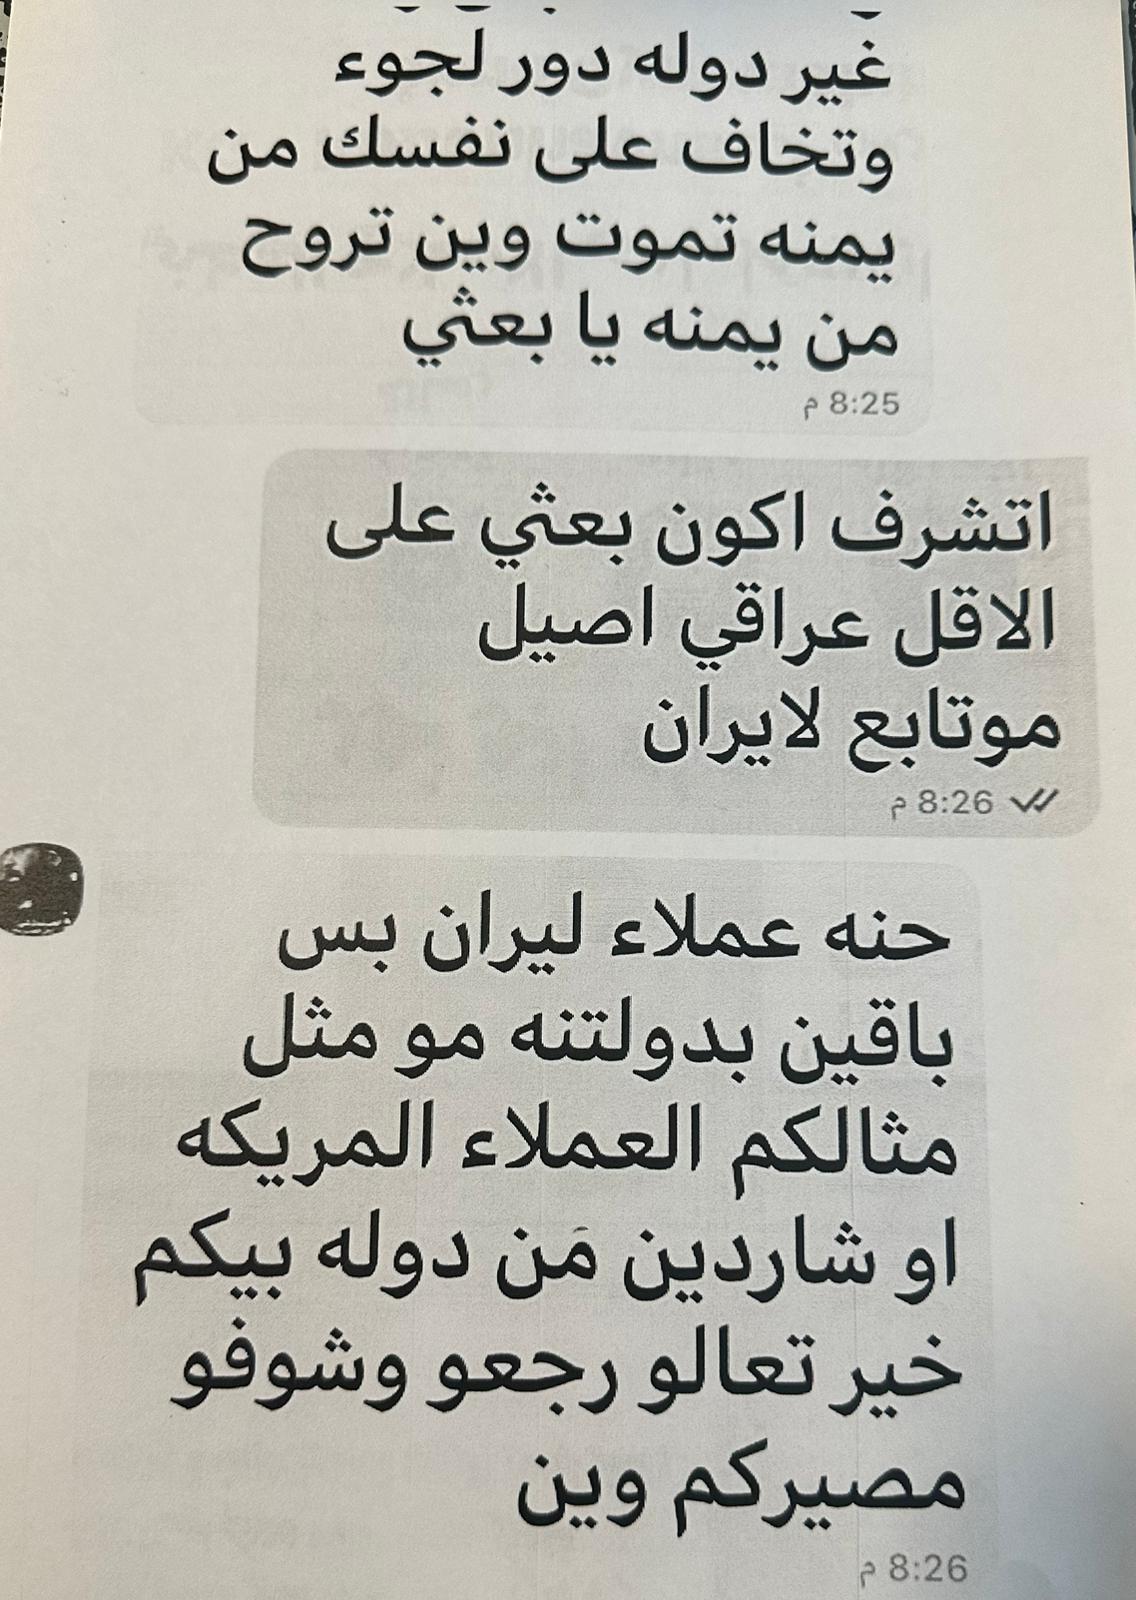 غير دوله دور لجوء
وتخاف على نفسك من
يمنه تموت وين تروح
من يمنه يا بعثي
8:25 م
اتشرف اكون بعثي على
الاقل عراقي اصيل
موتابع لايران
8:26 م
حنه عملاء ليران بس
باقين بدولتنه مو مثل
مثالكم العملاء المريكه
او شاردين مَن دوله بيكم
خير تعالو رجعو وشوفو
مصيركم وين
8:26 م